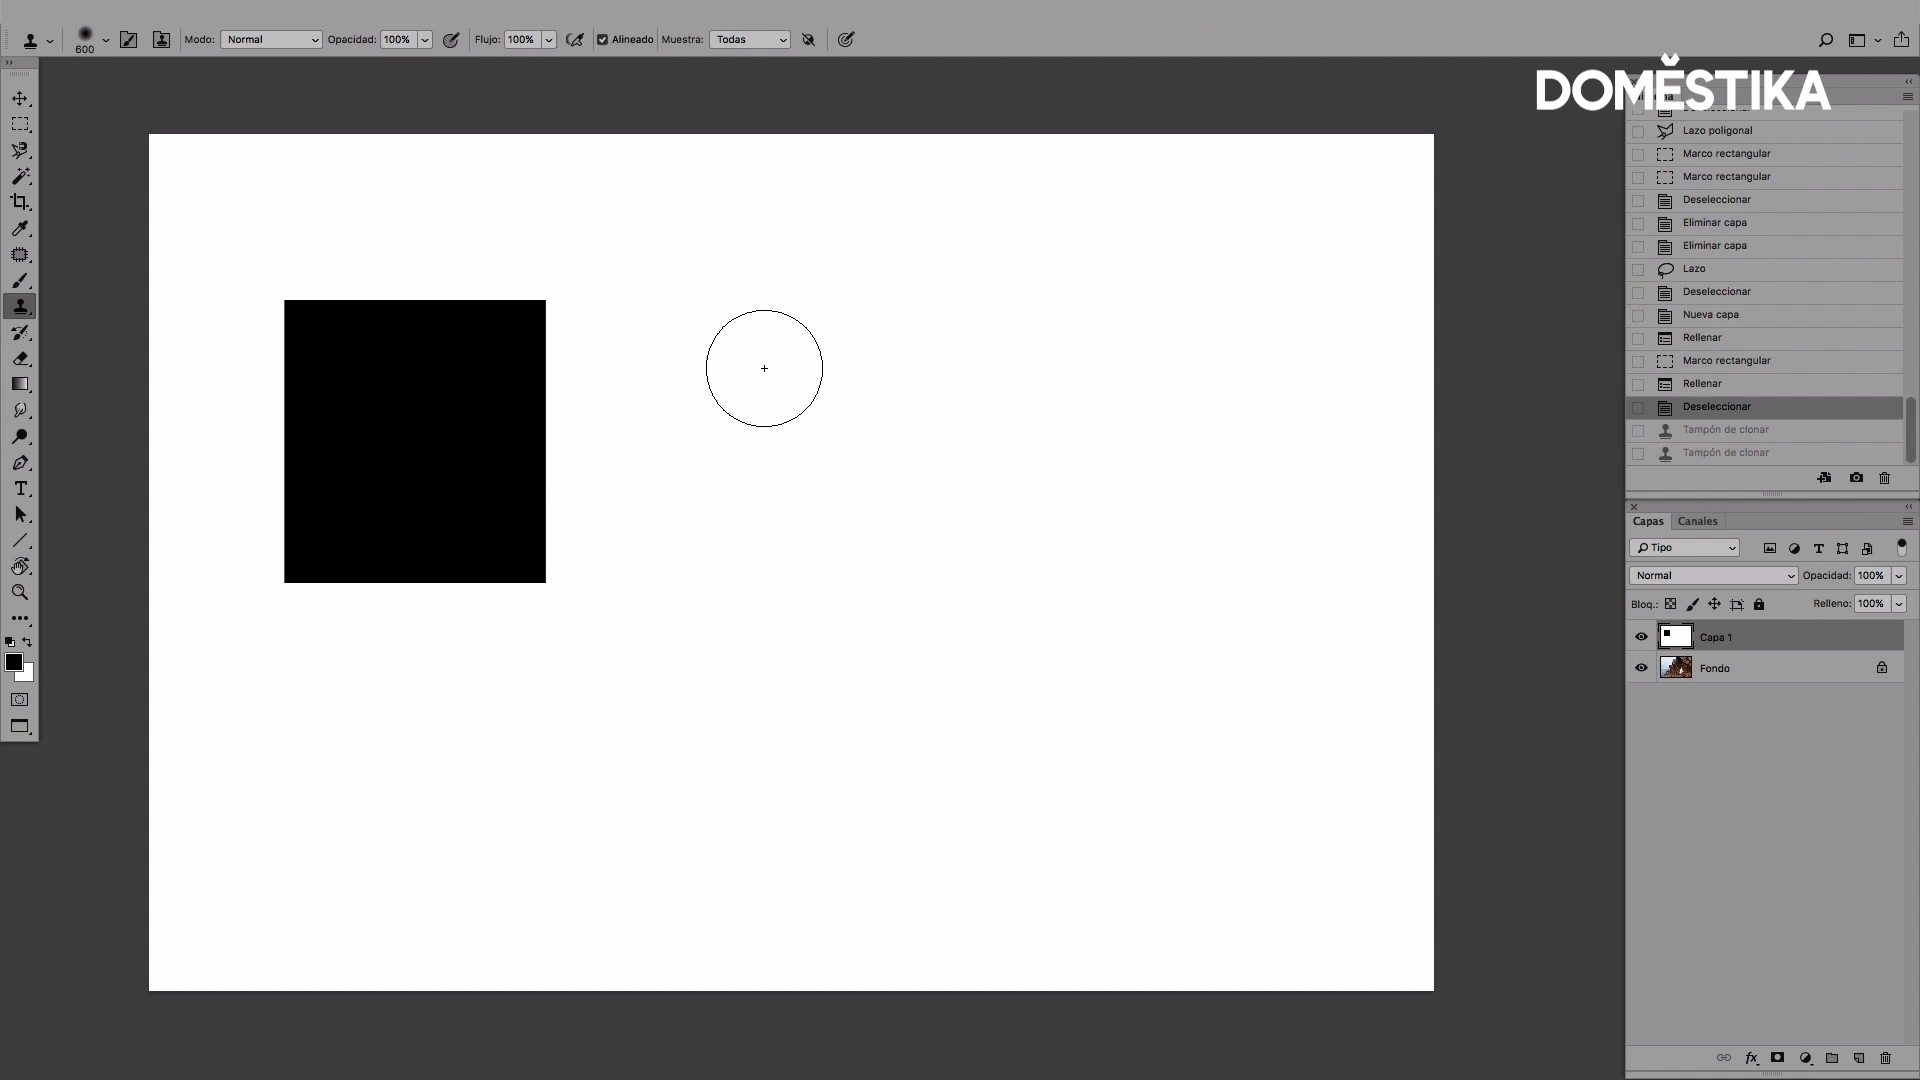 600
Modo: Normal Opacidad: 100% Flujo: 100% Alineado Muestra: Todas
DOMĚSTIKA
Lazo poligonal
Marco rectangular
Marco rectangular
Deseleccionar
Eliminar capa
Eliminar capa
Lazo
Deseleccionar
Nueva capa
Rellenar
Marco rectangular
Rellenar
Deseleccionar
Tampón de clonar
Tampón de clonar
Capas Canales
Tipo
Normal Opacidad: 100%
Bloq.: Relleno: 100%
Capa 1
Fondo